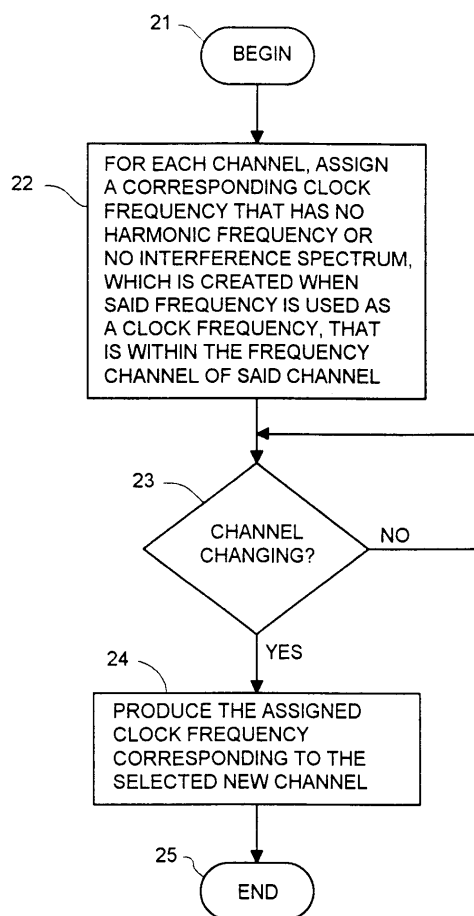 21
BEGIN
22
FOR EACH CHANNEL, ASSIGN
A CORRESPONDING CLOCK
FREQUENCY THAT HAS NO
HARMONIC FREQUENCY OR
NO INTERFERENCE SPECTRUM,
WHICH IS CREATED WHEN
SAID FREQUENCY IS USED AS
A CLOCK FREQUENCY, THAT
IS WITHIN THE FREQUENCY
CHANNEL OF SAID CHANNEL
23
CHANNEL
CHANGING?
NO
YES
24
PRODUCE THE ASSIGNED
CLOCK FREQUENCY
CORRESPONDING TO THE
SELECTED NEW CHANNEL
25
END